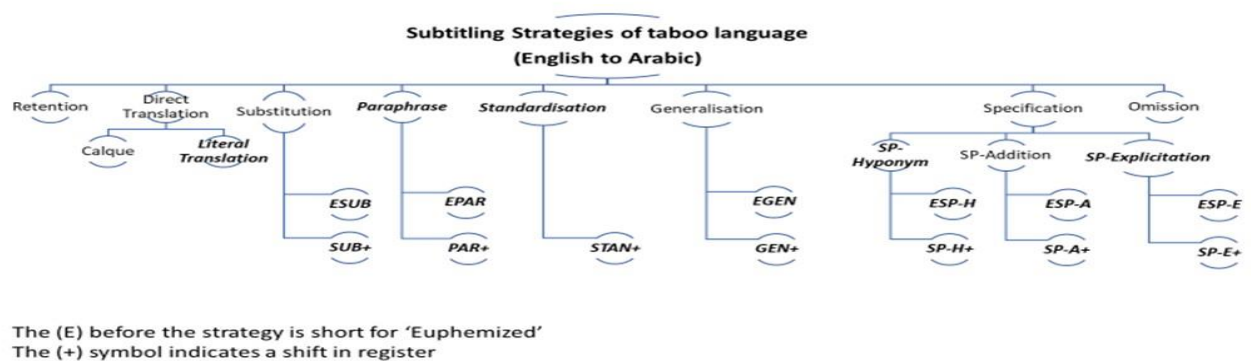 Subtitling Strategies of taboo language
(English to Arabic)
Retention
Direct
Translation
Substitution
Paraphrase
Standardisation
Generalisation
Specification
Omission
Calque
Literal
Translation
SP-
Hyponym
SP-Addition
SP-Explicitation
ESUB
EPAR
EGEN
ESP-H
ESP-A
ESP-E
SUB+
PAR+
STAN+
GEN+
SP-H+
SP-A+
SP-E+
The (E) before the strategy is short for ‘Euphemized’
The (+) symbol indicates a shift in register